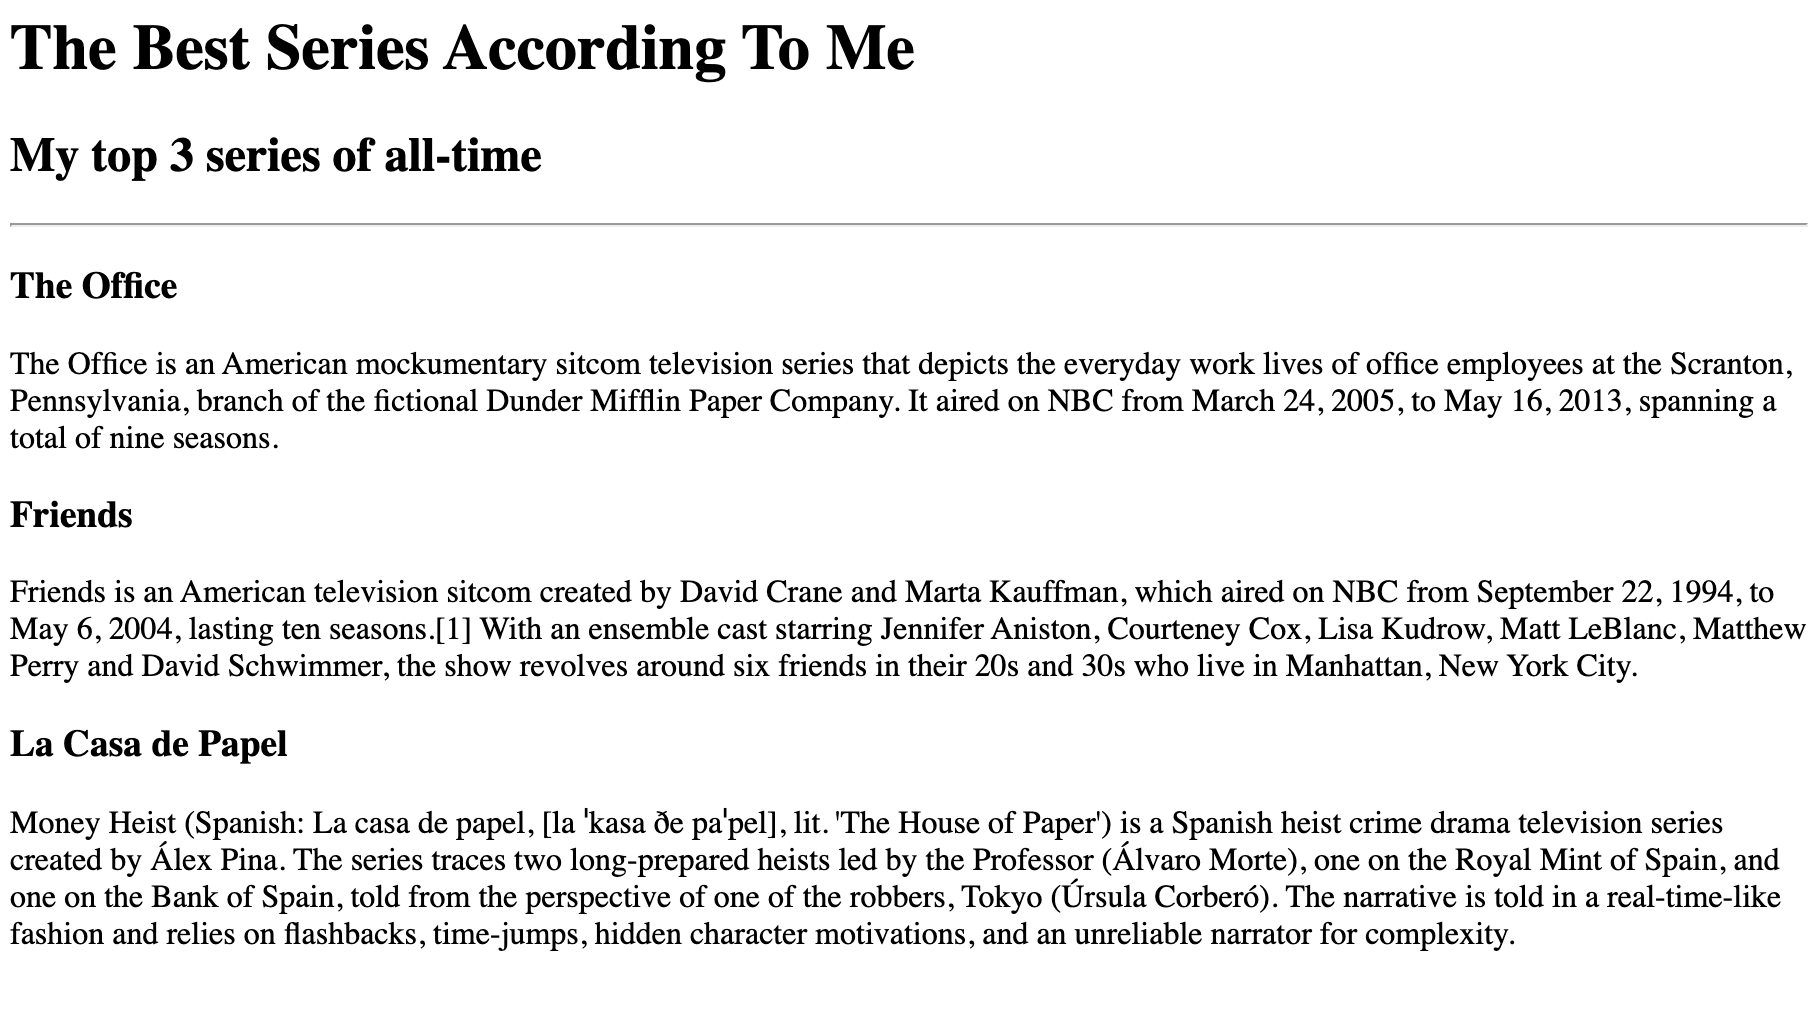 The Best Series According To Me
My top 3 series of all-time
The Office
The Office is an American mockumentary sitcom television series that depicts the everyday work lives of office employees at the Scranton,
Pennsylvania, branch of the fictional Dunder Mifflin Paper Company. It aired on NBC from March 24, 2005, to May 16, 2013, spanning a
total of nine seasons.
Friends
Friends is an American television sitcom created by David Crane and Marta Kauffman, which aired on NBC from September 22, 1994, to
May 6, 2004, lasting ten seasons.[1] With an ensemble cast starring Jennifer Aniston, Courteney Cox, Lisa Kudrow, Matt LeBlanc, Matthew
Perry and David Schwimmer, the show revolves around six friends in their 20s and 30s who live in Manhattan, New York City.
La Casa de Papel
Money Heist (Spanish: La casa de papel, [la ˈkasa ðe paˈpel], lit. 'The House of Paper') is a Spanish heist crime drama television series
created by Álex Pina. The series traces two long-prepared heists led by the Professor (Álvaro Morte), one on the Royal Mint of Spain, and
one on the Bank of Spain, told from the perspective of one of the robbers, Tokyo (Úrsula Corberó). The narrative is told in a real-time-like
fashion and relies on flashbacks, time-jumps, hidden character motivations, and an unreliable narrator for complexity.